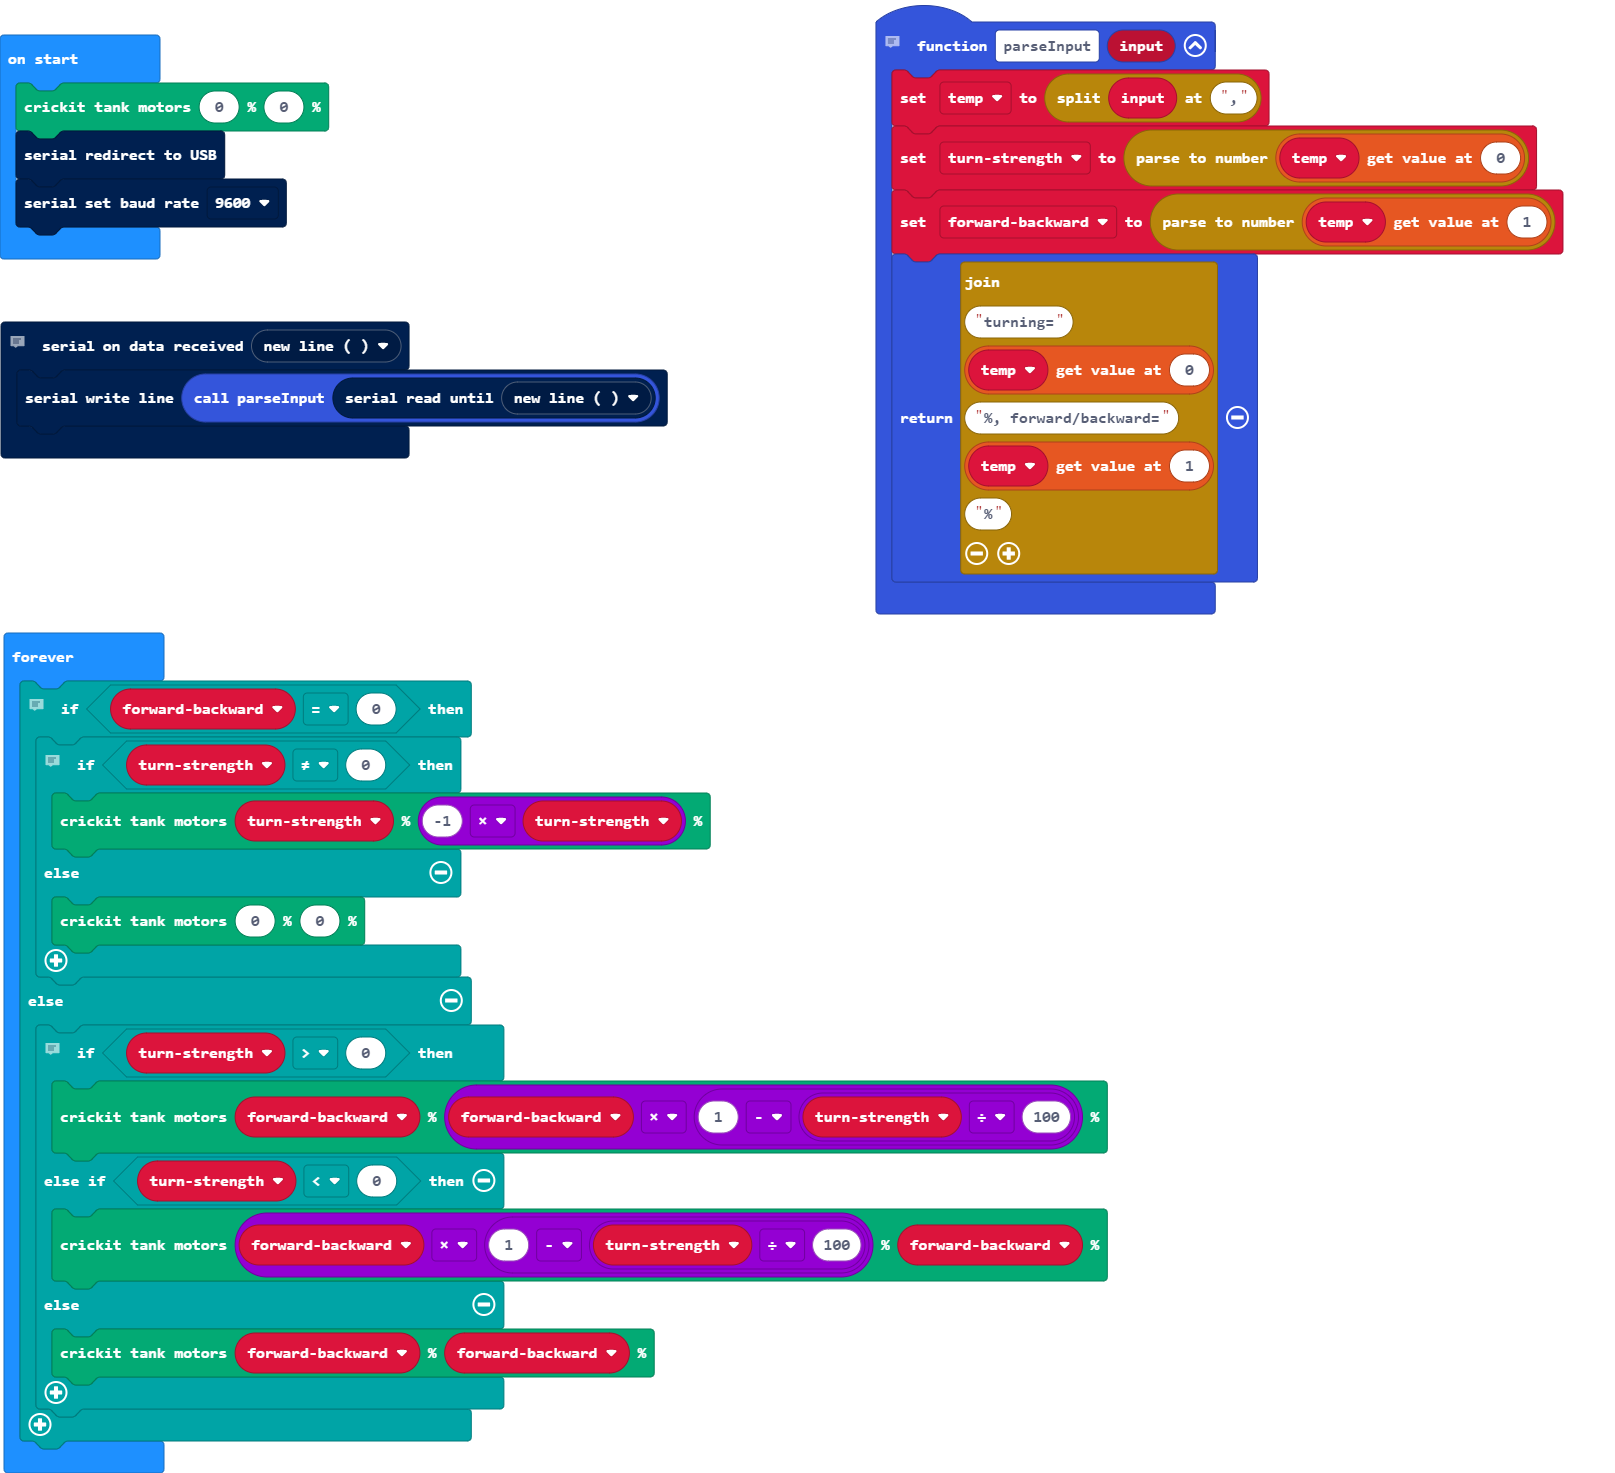 on start
crickit tank motors 0 % 0 %
serial redirect to USB
serial set baud rate 9600
serial on data received new line ( )
serial write line call parseInput serial read until new line ( )
function parseInput input
set temp to split input at ","
set turn-strength to parse to number temp get value at 0
set forward-backward to parse to number temp get value at 1
return
join
"turning="
temp get value at 0
"%, forward/backward="
temp get value at 1
"%"
forever
if forward-backward = 0 then
if turn-strength ≠ 0 then
crickit tank motors turn-strength % -1 × turn-strength %
else
crickit tank motors 0 % 0 %
else
if turn-strength > 0 then
crickit tank motors forward-backward % forward-backward × 1 - turn-strength ÷ 100 %
else if turn-strength < 0 then
crickit tank motors forward-backward × 1 - turn-strength ÷ 100 % forward-backward %
else
crickit tank motors forward-backward % forward-backward %